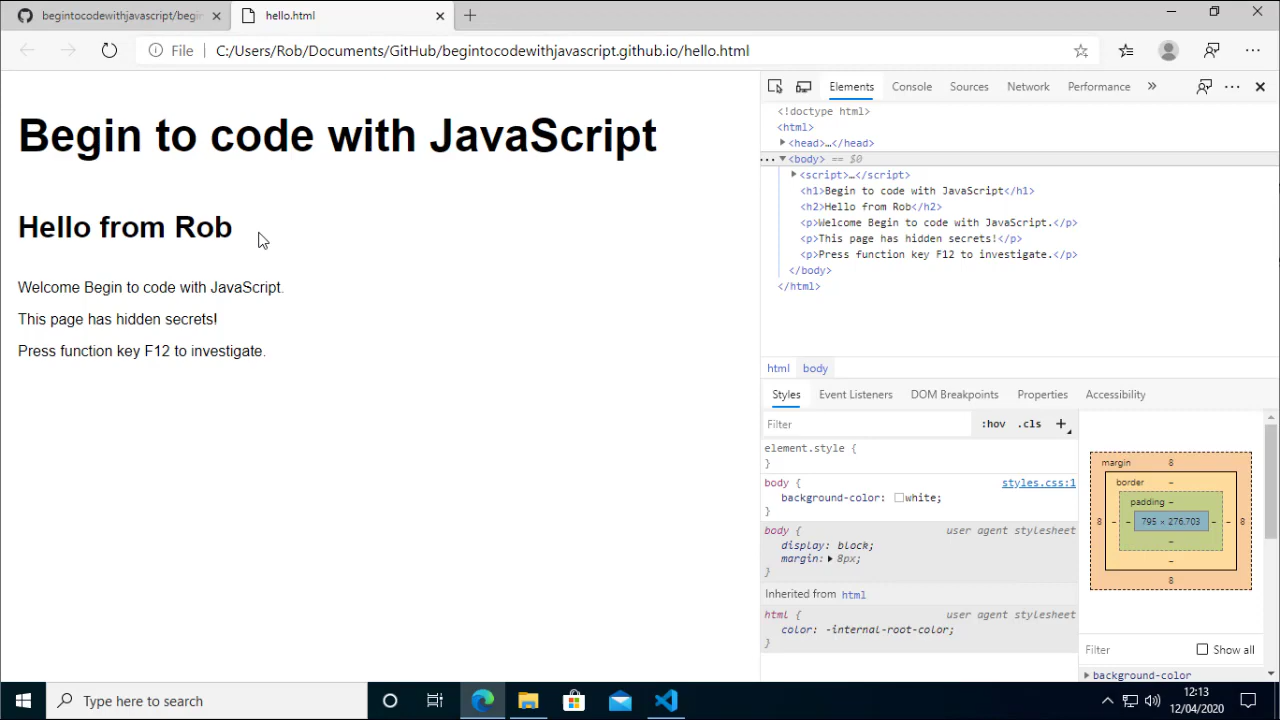 begintocodewithjavascript/begin
hello.html
File
C:/Users/Rob/Documents/GitHub/begintocodewithjavascript.github.io/hello.html
Begin to code with JavaScript
Hello from Rob
Welcome Begin to code with JavaScript.
This page has hidden secrets!
Press function key F12 to investigate.
Elements Console Sources Network Performance »
<!doctype html>
<html>
<head>…</head>
<body> == $0
<script>…</script>
<h1>Begin to code with JavaScript</h1>
<h2>Hello from Rob</h2>
<p>Welcome Begin to code with JavaScript.</p>
<p>This page has hidden secrets!</p>
<p>Press function key F12 to investigate.</p>
</body>
</html>
html body
Styles Event Listeners DOM Breakpoints Properties Accessibility
Filter :hov .cls +
element.style {
}
body { styles.css:1
background-color: white;
}
body { user agent stylesheet
display: block;
margin: 8px;
}
Inherited from html
html { user agent stylesheet
color: -internal-root-color;
}
margin 8
border –
padding –
8 – – 795 × 276.703 – – 8
–
–
8
Filter Show all
background-color
Type here to search
12:13
12/04/2020